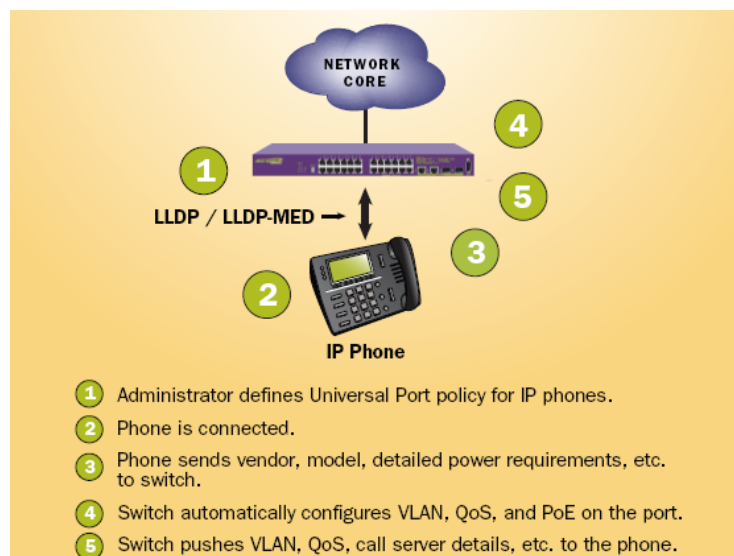 NETWORK
CORE
4
1
5
LLDP / LLDP-MED
3
2
IP Phone
1 Administrator defines Universal Port policy for IP phones.
2 Phone is connected.
3 Phone sends vendor, model, detailed power requirements, etc.
to switch.
4 Switch automatically configures VLAN, QoS, and PoE on the port.
5 Switch pushes VLAN, QoS, call server details, etc. to the phone.